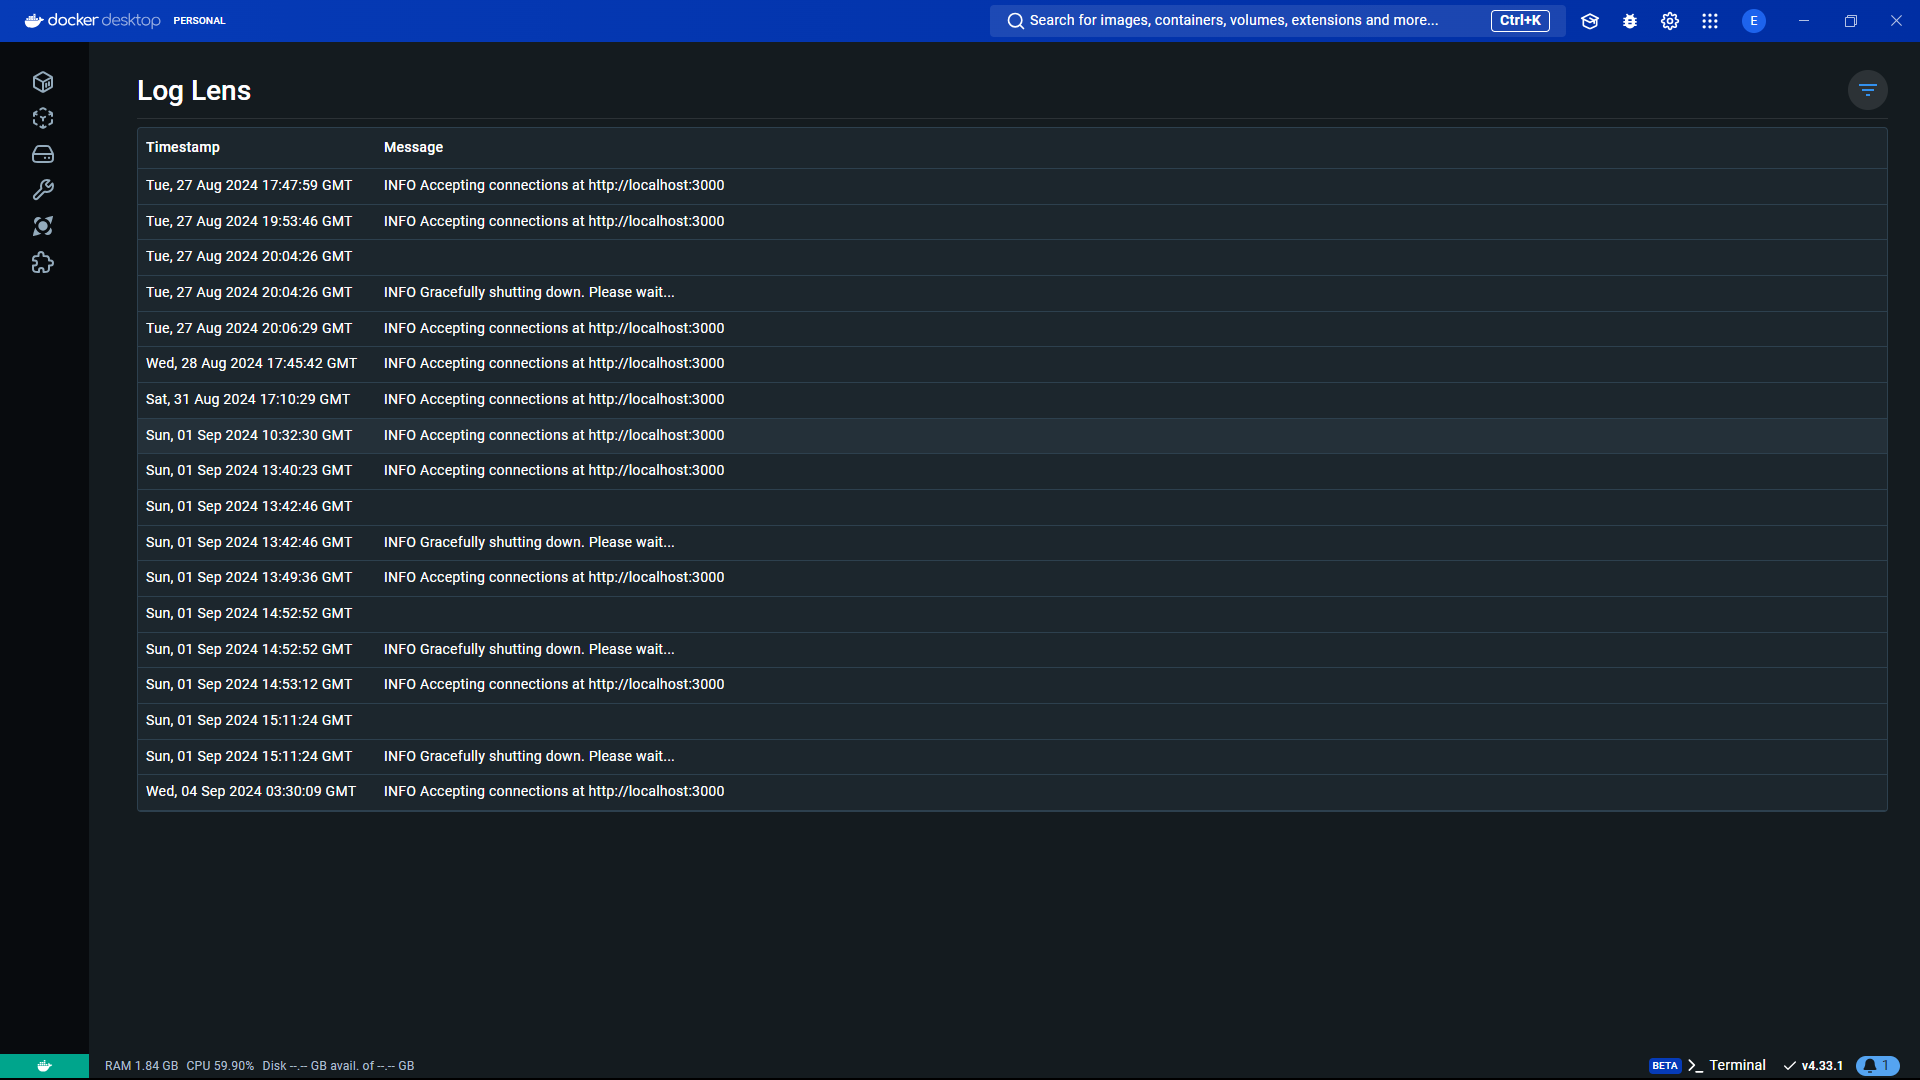 docker desktop PERSONAL Search for images, containers, volumes, extensions and more... Ctrl+K E
Log Lens
Timestamp Message
Tue, 27 Aug 2024 17:47:59 GMT INFO Accepting connections at http://localhost:3000
Tue, 27 Aug 2024 19:53:46 GMT INFO Accepting connections at http://localhost:3000
Tue, 27 Aug 2024 20:04:26 GMT
Tue, 27 Aug 2024 20:04:26 GMT INFO Gracefully shutting down. Please wait...
Tue, 27 Aug 2024 20:06:29 GMT INFO Accepting connections at http://localhost:3000
Wed, 28 Aug 2024 17:45:42 GMT INFO Accepting connections at http://localhost:3000
Sat, 31 Aug 2024 17:10:29 GMT INFO Accepting connections at http://localhost:3000
Sun, 01 Sep 2024 10:32:30 GMT INFO Accepting connections at http://localhost:3000
Sun, 01 Sep 2024 13:40:23 GMT INFO Accepting connections at http://localhost:3000
Sun, 01 Sep 2024 13:42:46 GMT
Sun, 01 Sep 2024 13:42:46 GMT INFO Gracefully shutting down. Please wait...
Sun, 01 Sep 2024 13:49:36 GMT INFO Accepting connections at http://localhost:3000
Sun, 01 Sep 2024 14:52:52 GMT
Sun, 01 Sep 2024 14:52:52 GMT INFO Gracefully shutting down. Please wait...
Sun, 01 Sep 2024 14:53:12 GMT INFO Accepting connections at http://localhost:3000
Sun, 01 Sep 2024 15:11:24 GMT
Sun, 01 Sep 2024 15:11:24 GMT INFO Gracefully shutting down. Please wait...
Wed, 04 Sep 2024 03:30:09 GMT INFO Accepting connections at http://localhost:3000
RAM 1.84 GB CPU 59.90% Disk --.-- GB avail. of --.-- GB BETA Terminal v4.33.1 1